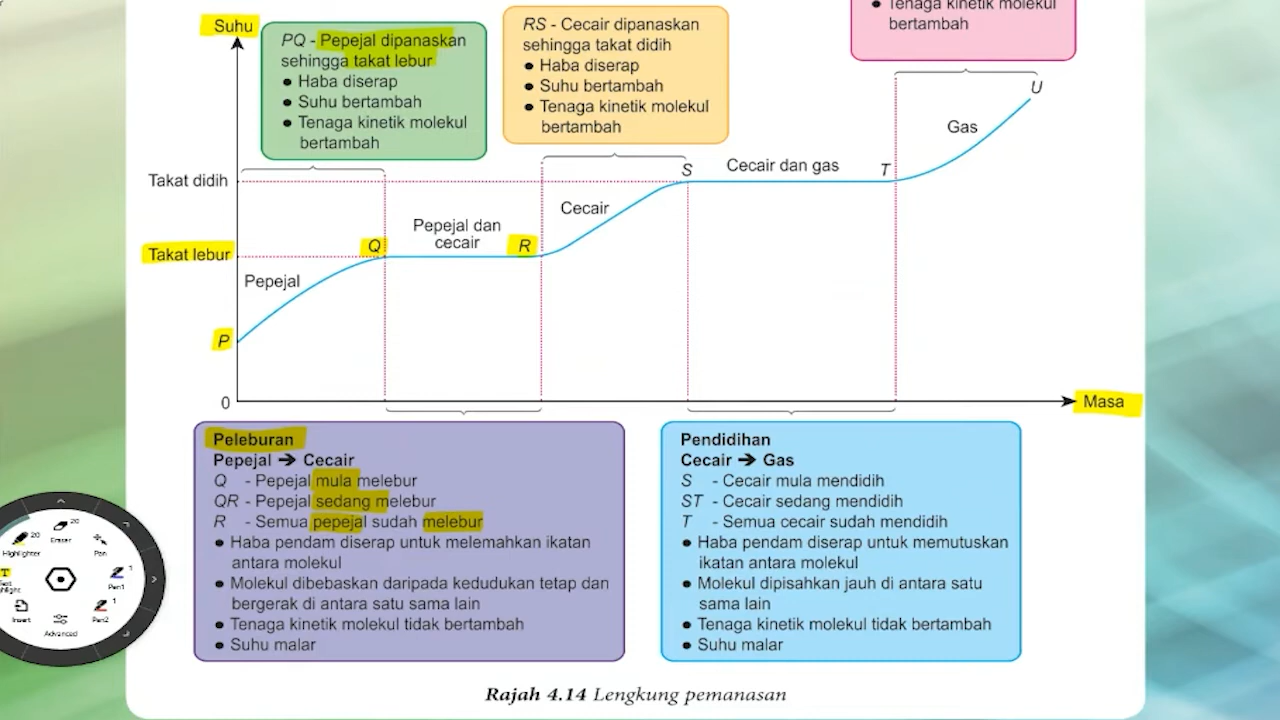 Suhu
PQ - Pepejal dipanaskan
sehingga takat lebur
• Haba diserap
• Suhu bertambah
• Tenaga kinetik molekul
bertambah
RS - Cecair dipanaskan
sehingga takat didih
• Haba diserap
• Suhu bertambah
• Tenaga kinetik molekul
bertambah
• Tenaga kinetik molekul
bertambah
U
Gas
Takat didih
S
Cecair dan gas
T
Cecair
Takat lebur
Q
Pepejal dan
cecair
R
Pepejal
P
0
Masa
Peleburan
Pepejal → Cecair
Q - Pepejal mula melebur
QR - Pepejal sedang melebur
R - Semua pepejal sudah melebur
• Haba pendam diserap untuk melemahkan ikatan
antara molekul
• Molekul dibebaskan daripada kedudukan tetap dan
bergerak di antara satu sama lain
• Tenaga kinetik molekul tidak bertambah
• Suhu malar
Pendidihan
Cecair → Gas
S - Cecair mula mendidih
ST - Cecair sedang mendidih
T - Semua cecair sudah mendidih
• Haba pendam diserap untuk memutuskan
ikatan antara molekul
• Molekul dipisahkan jauh di antara satu
sama lain
• Tenaga kinetik molekul tidak bertambah
• Suhu malar
Rajah 4.14 Lengkung pemanasan
20
Eraser
20
Highlighter
Pan
1
Pen1
1
Pen2
Insert
Advanced